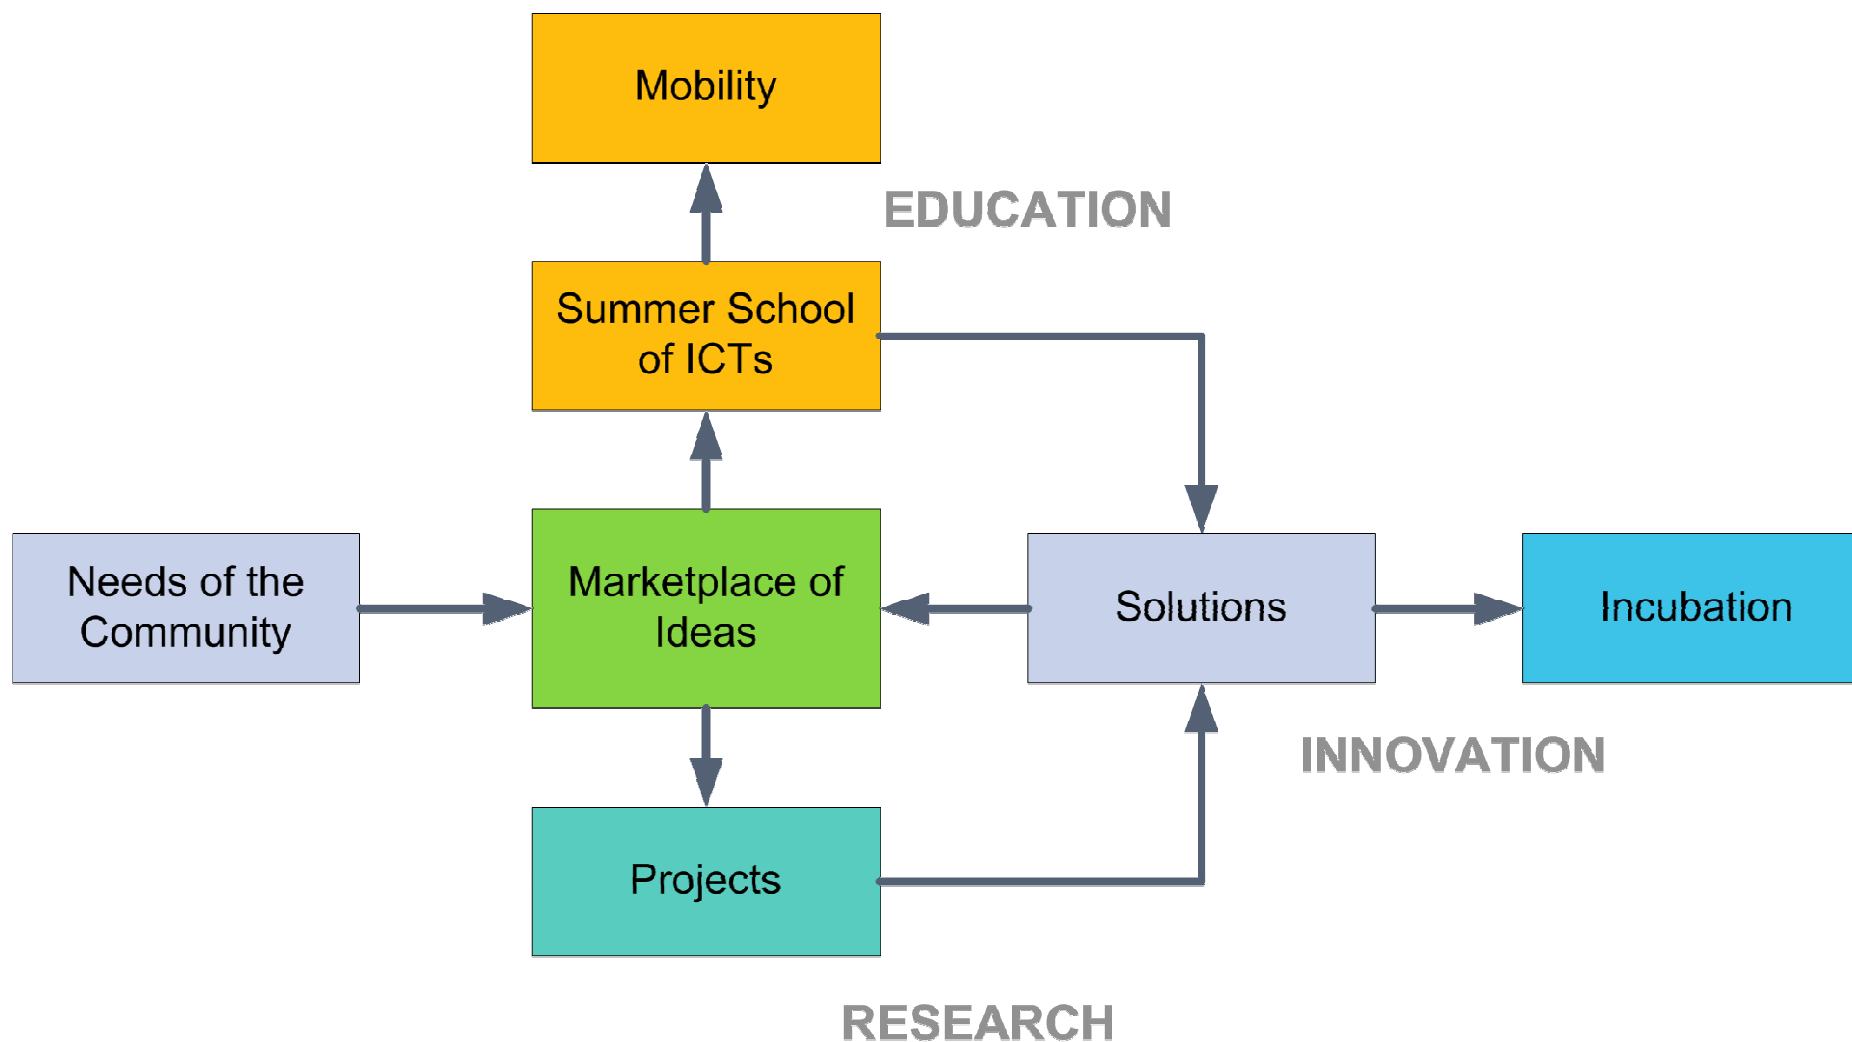 Mobility
EDUCATION
Summer School
of ICTs
Needs of the
Community
Marketplace of
Ideas
Solutions
Incubation
INNOVATION
Projects
RESEARCH